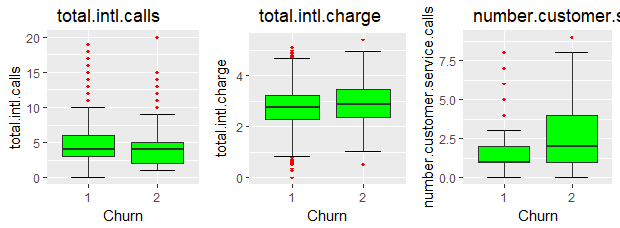 total.intl.calls
total.intl.calls
20
15
10
5
0
1
2
Churn
total.intl.charge
total.intl.charge
4
2
0
1
2
Churn
number.customer.s
number.customer.service.calls
7.5
5.0
2.5
0.0
1
2
Churn